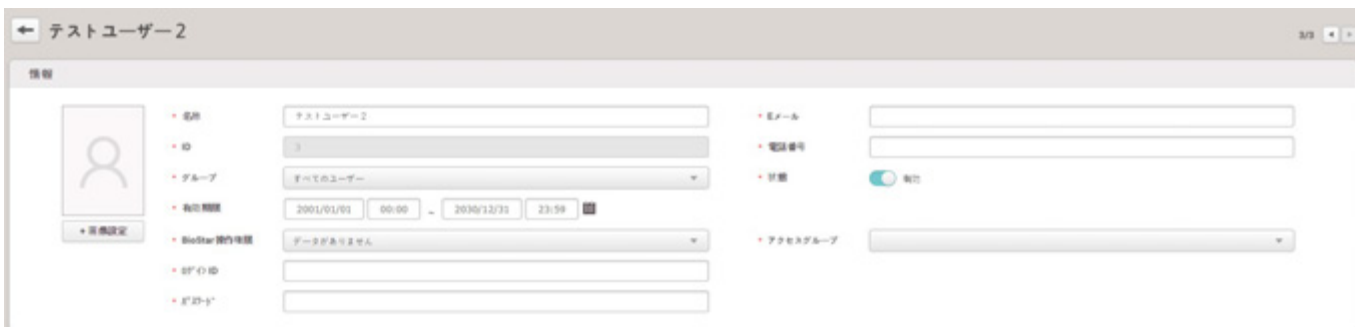 テストユーザー2
3/3
情報
名称 テストユーザー2
ID 3
グループ すべてのユーザー
有効期限 2001/01/01 00:00 ~ 2030/12/31 23:59
BioStar操作権限 データがありません
ログインID
パスワード
+画像設定
Eメール
電話番号
状態 有効
アクセスグループ